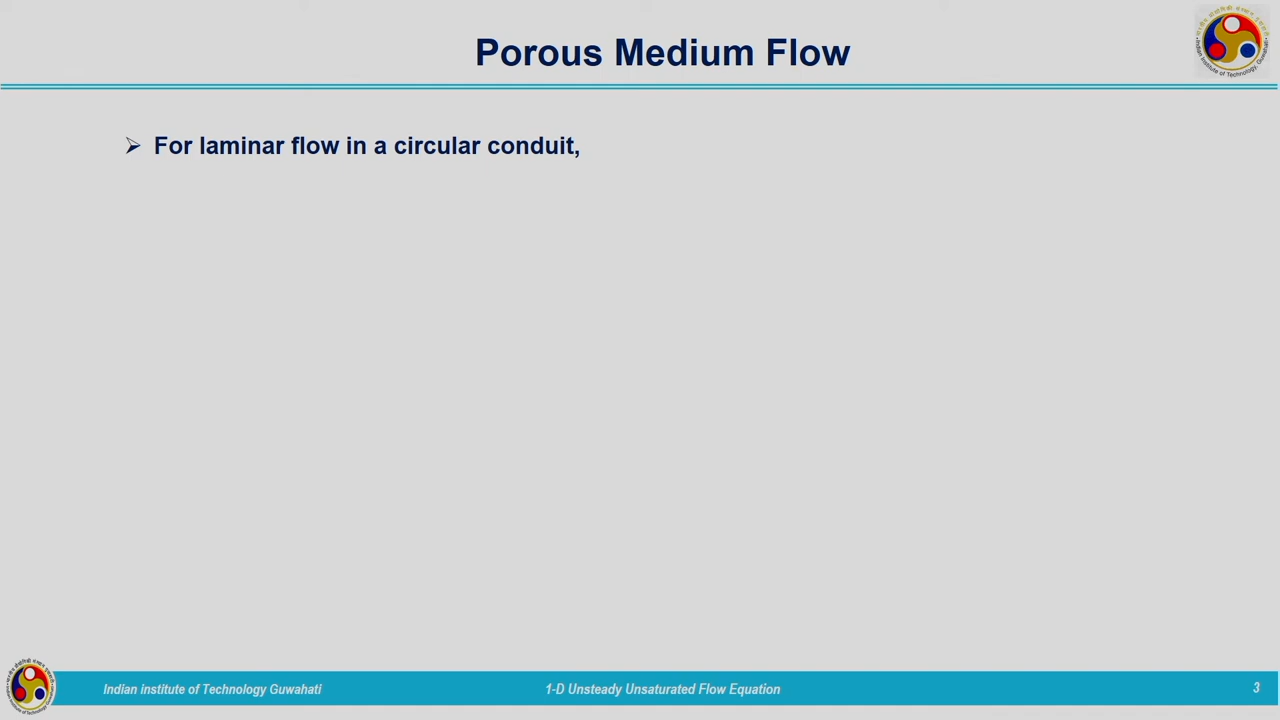 Porous Medium Flow
➢ For laminar flow in a circular conduit,
Indian institute of Technology Guwahati
1-D Unsteady Unsaturated Flow Equation
3